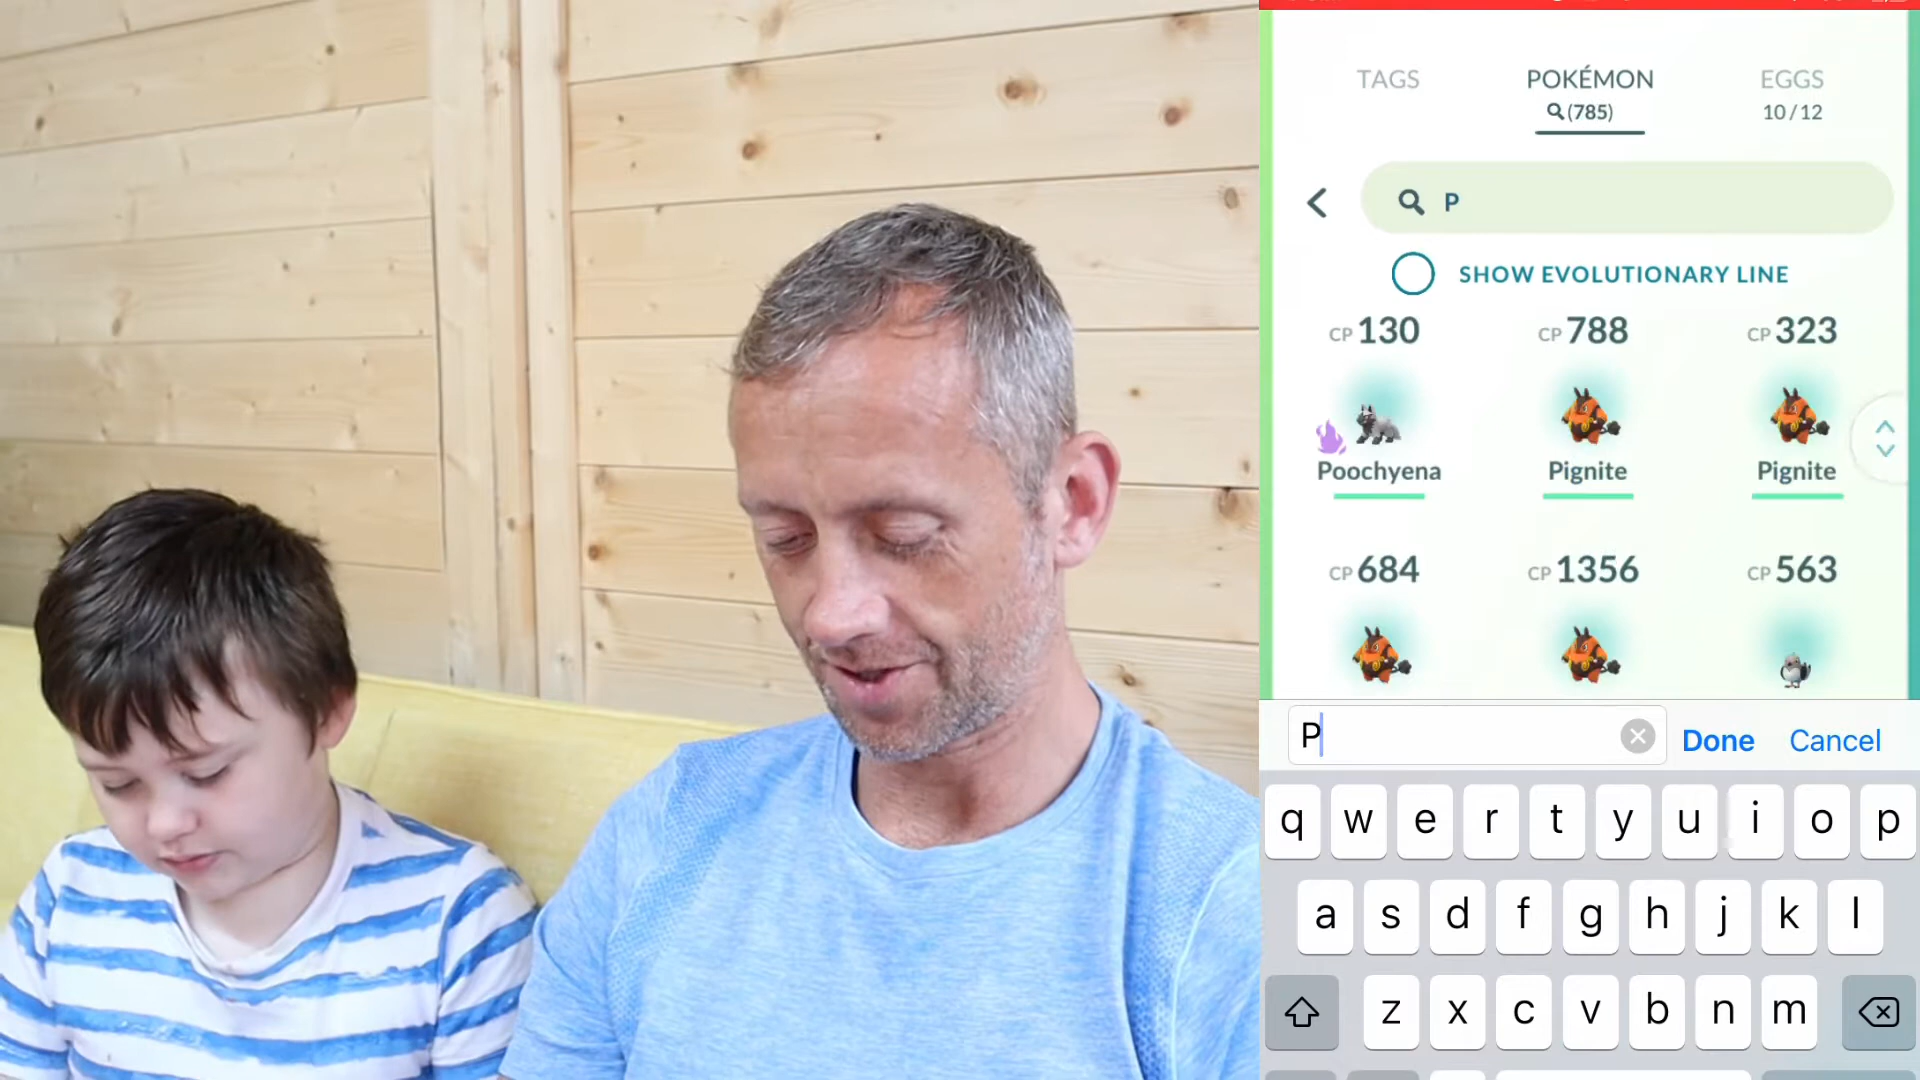 TAGS POKÉMON EGGS
(785) 10/12
P
SHOW EVOLUTIONARY LINE
CP 130 CP 788 CP 323
Poochyena Pignite Pignite
CP 684 CP 1356 CP 563
P Done Cancel
q w e r t y u i o p
a s d f g h j k l
z x c v b n m